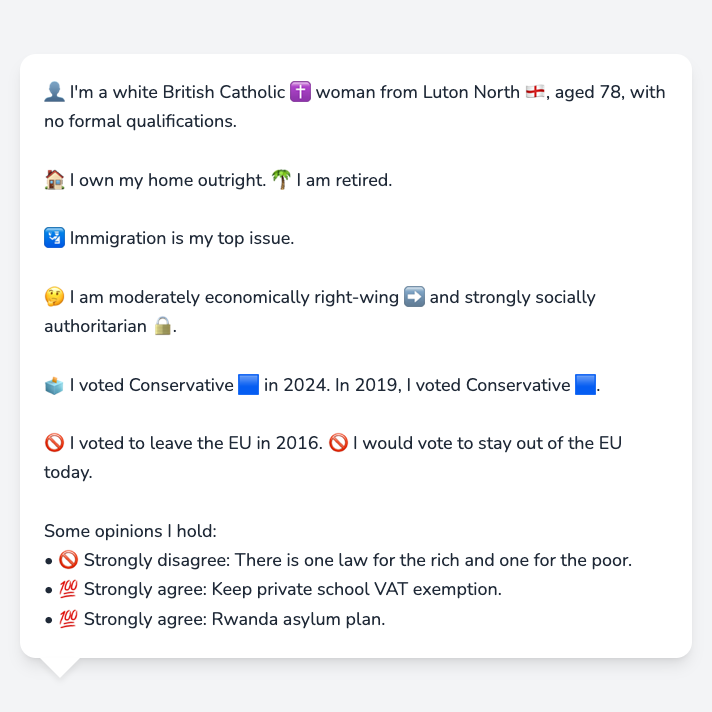 👤 I'm a white British Catholic ✝️ woman from Luton North 🏴󠁧󠁢󠁥󠁮󠁧󠁿, aged 78, with
no formal qualifications.
🏠 I own my home outright. 🌴 I am retired.
🛂 Immigration is my top issue.
🤔 I am moderately economically right-wing ➡️ and strongly socially
authoritarian 🔒.
🗳️ I voted Conservative 🟦 in 2024. In 2019, I voted Conservative 🟦.
🚫 I voted to leave the EU in 2016. 🚫 I would vote to stay out of the EU
today.
Some opinions I hold:
• 🚫 Strongly disagree: There is one law for the rich and one for the poor.
• 💯 Strongly agree: Keep private school VAT exemption.
• 💯 Strongly agree: Rwanda asylum plan.